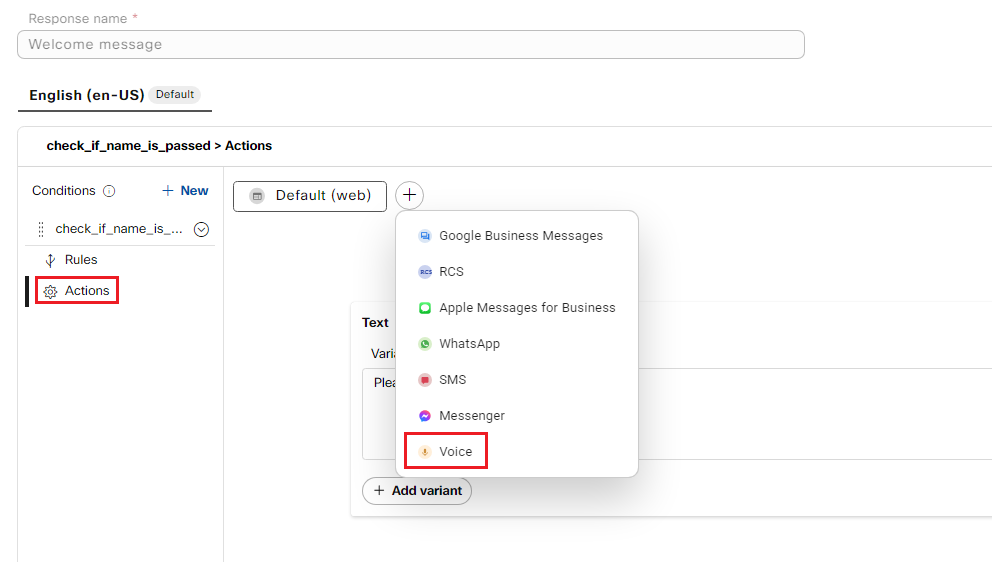 Response name *
Welcome message
English (en-US) Default
check_if_name_is_passed > Actions
Conditions
+ New
Default (web)
check_if_name_is_...
Rules
Actions
Google Business Messages
RCS RCS
Apple Messages for Business
WhatsApp
SMS
Messenger
Voice
Text
Varia
Plea
+ Add variant